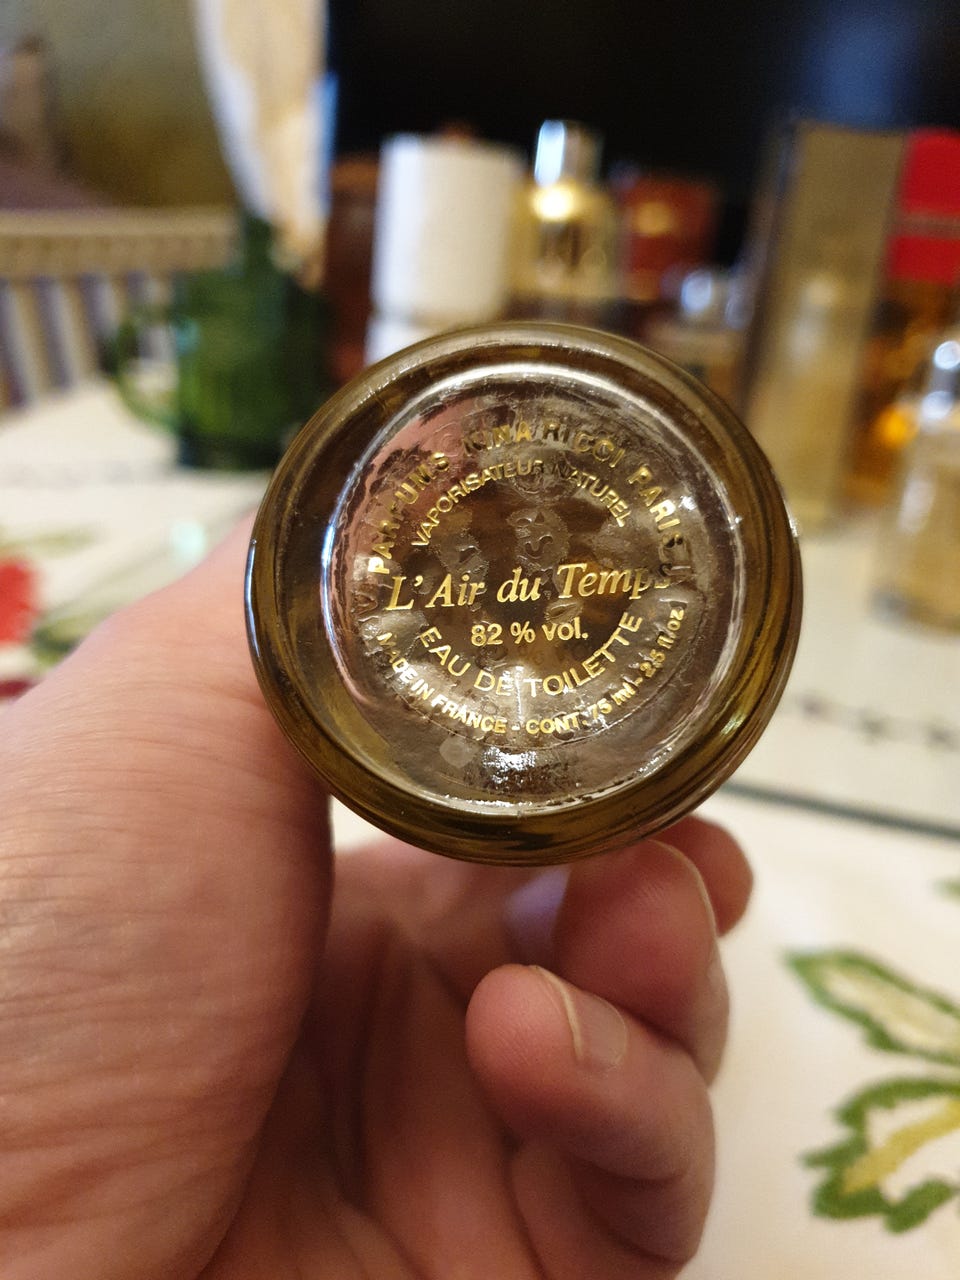 PARFUMS NINA RICCI PARIS
VAPORISATEUR NATUREL
L'Air du Temps
82 % vol.
EAU DE TOILETTE
MADE IN FRANCE - CONT. 75 ml - 2.5 fl.oz